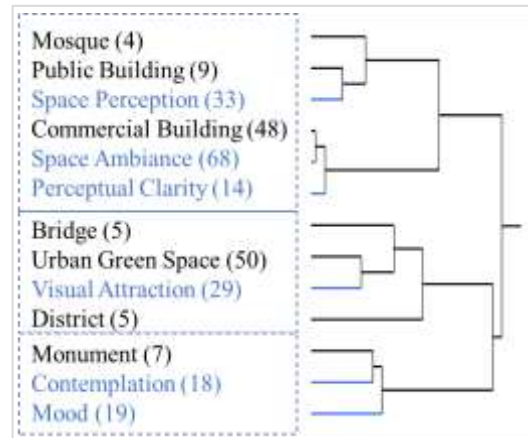 Mosque (4)
Public Building (9)
Space Perception (33)
Commercial Building (48)
Space Ambiance (68)
Perceptual Clarity (14)
Bridge (5)
Urban Green Space (50)
Visual Attraction (29)
District (5)
Monument (7)
Contemplation (18)
Mood (19)